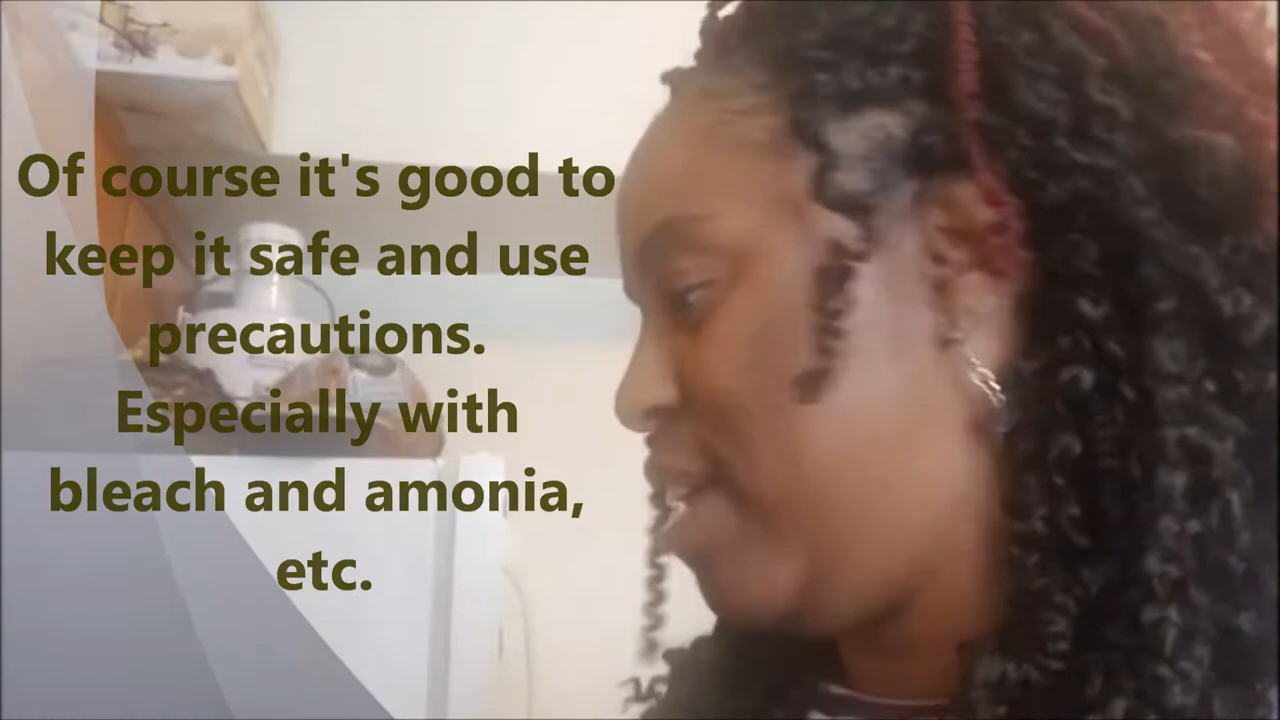 Of course it's good to
keep it safe and use
precautions.
Especially with
bleach and amonia,
etc.